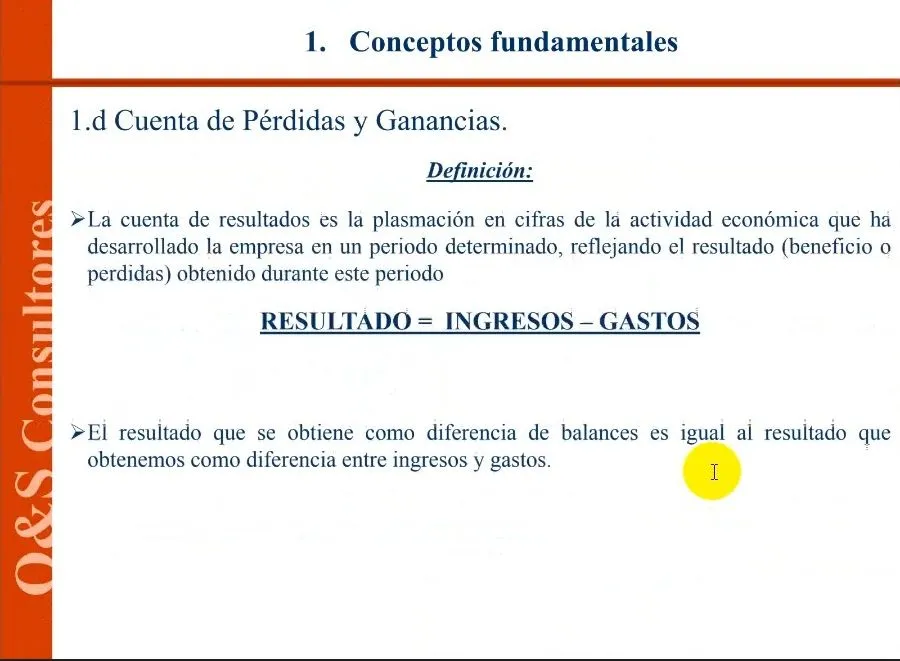 1. Conceptos fundamentales
1.d Cuenta de Pérdidas y Ganancias.
Definición:
➢La cuenta de resultados es la plasmación en cifras de la actividad económica que ha
desarrollado la empresa en un periodo determinado, reflejando el resultado (beneficio o
perdidas) obtenido durante este periodo
RESULTADO = INGRESOS – GASTOS
➢El resultado que se obtiene como diferencia de balances es igual al resultado que
obtenemos como diferencia entre ingresos y gastos.
Q&S Consultores